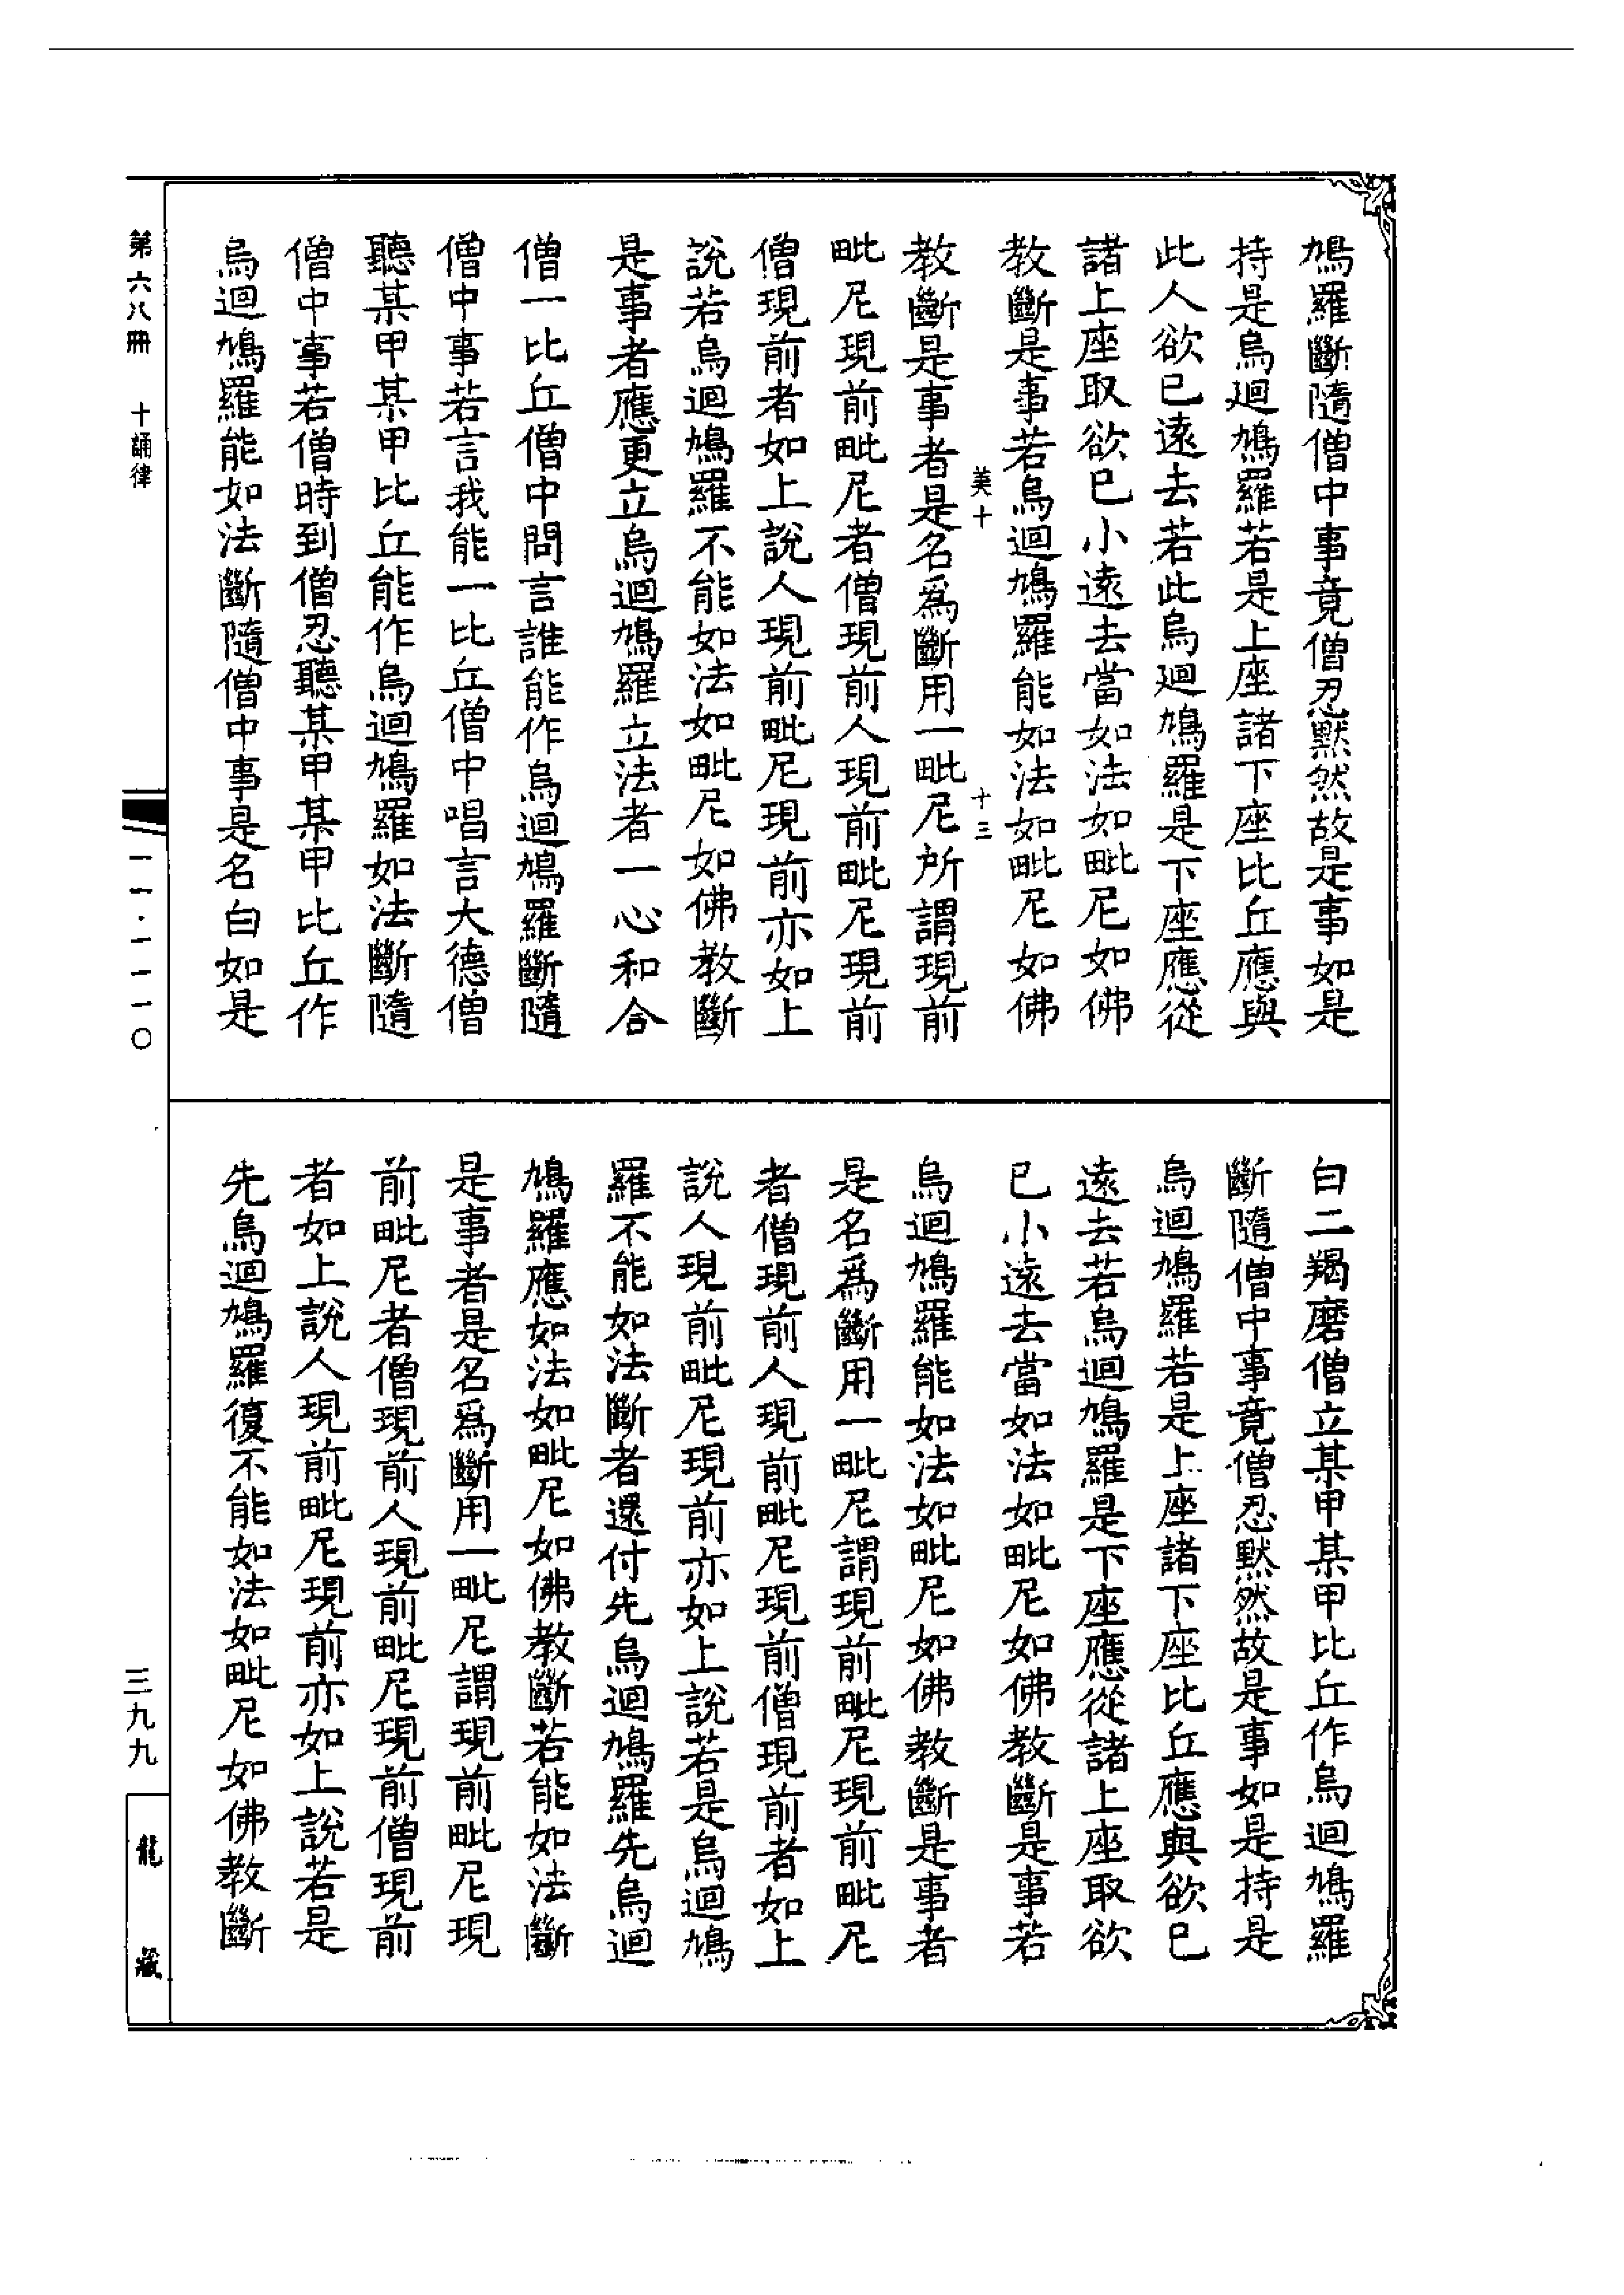 鳩羅斷隨僧中事竟僧忍默然故是事如是
持是烏迴鳩羅若是上座諸下座比丘應與
此人欲已遠去若此烏迴鳩羅是下座應從
諸上座取欲已小遠去當如法如毗尼如佛
教斷是事若烏迴鳩羅能如法如毗尼如佛
美十 十三
教斷是事者是名為斷用一毗尼所謂現前
毗尼現前毗尼者僧現前人現前毗尼現前
僧現前者如上說人現前毗尼現前亦如上
說若烏迴鳩羅不能如法如毗尼如佛教斷
是事者應更立烏迴鳩羅立法者一心和合
僧一比丘僧中問言誰能作烏迴鳩羅斷隨
僧中事若言我能一比丘僧中唱言大德僧
聽某甲某甲比丘能作烏迴鳩羅如法斷隨
僧中事若僧時到僧忍聽某甲某甲比丘作
烏迴鳩羅能如法斷隨僧中事是名白如是
白二羯磨僧立某甲某甲比丘作烏迴鳩羅
斷隨僧中事竟僧忍默然故是事如是持是
烏迴鳩羅若是上座諸下座比丘應與欲已
遠去若烏迴鳩羅是下座應從諸上座取欲
已小遠去當如法如毗尼如佛教斷是事若
烏迴鳩羅能如法如毗尼如佛教斷是事者
是名為斷用一毗尼謂現前毗尼現前毗尼
者僧現前人現前毗尼現前僧現前者如上
說人現前毗尼現前亦如上說若是烏迴鳩
羅不能如法斷者還付先烏迴鳩羅先烏迴
鳩羅應如法如毗尼如佛教斷若能如法斷
是事者是名為斷用一毗尼謂現前毗尼現
前毗尼者僧現前人現前毗尼現前僧現前
者如上說人現前毗尼現前亦如上說若是
先烏迴鳩羅復不能如法如毗尼如佛教斷
第六八冊 十誦律
一一·一一一〇
三九九
龍藏